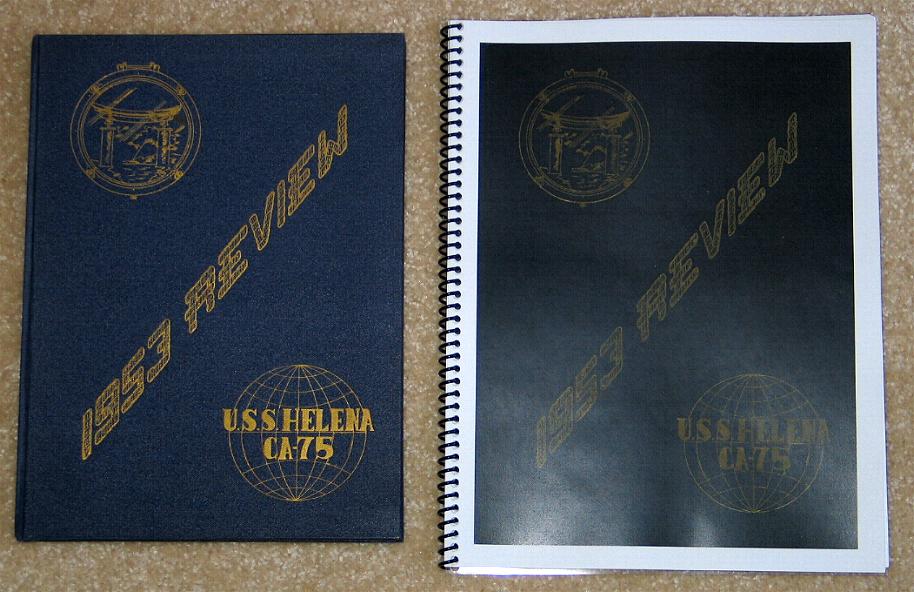 1953 REVIEW
U.S.S HELENA
CA-75
1953 REVIEW
U.S.S. HELENA
CA-75